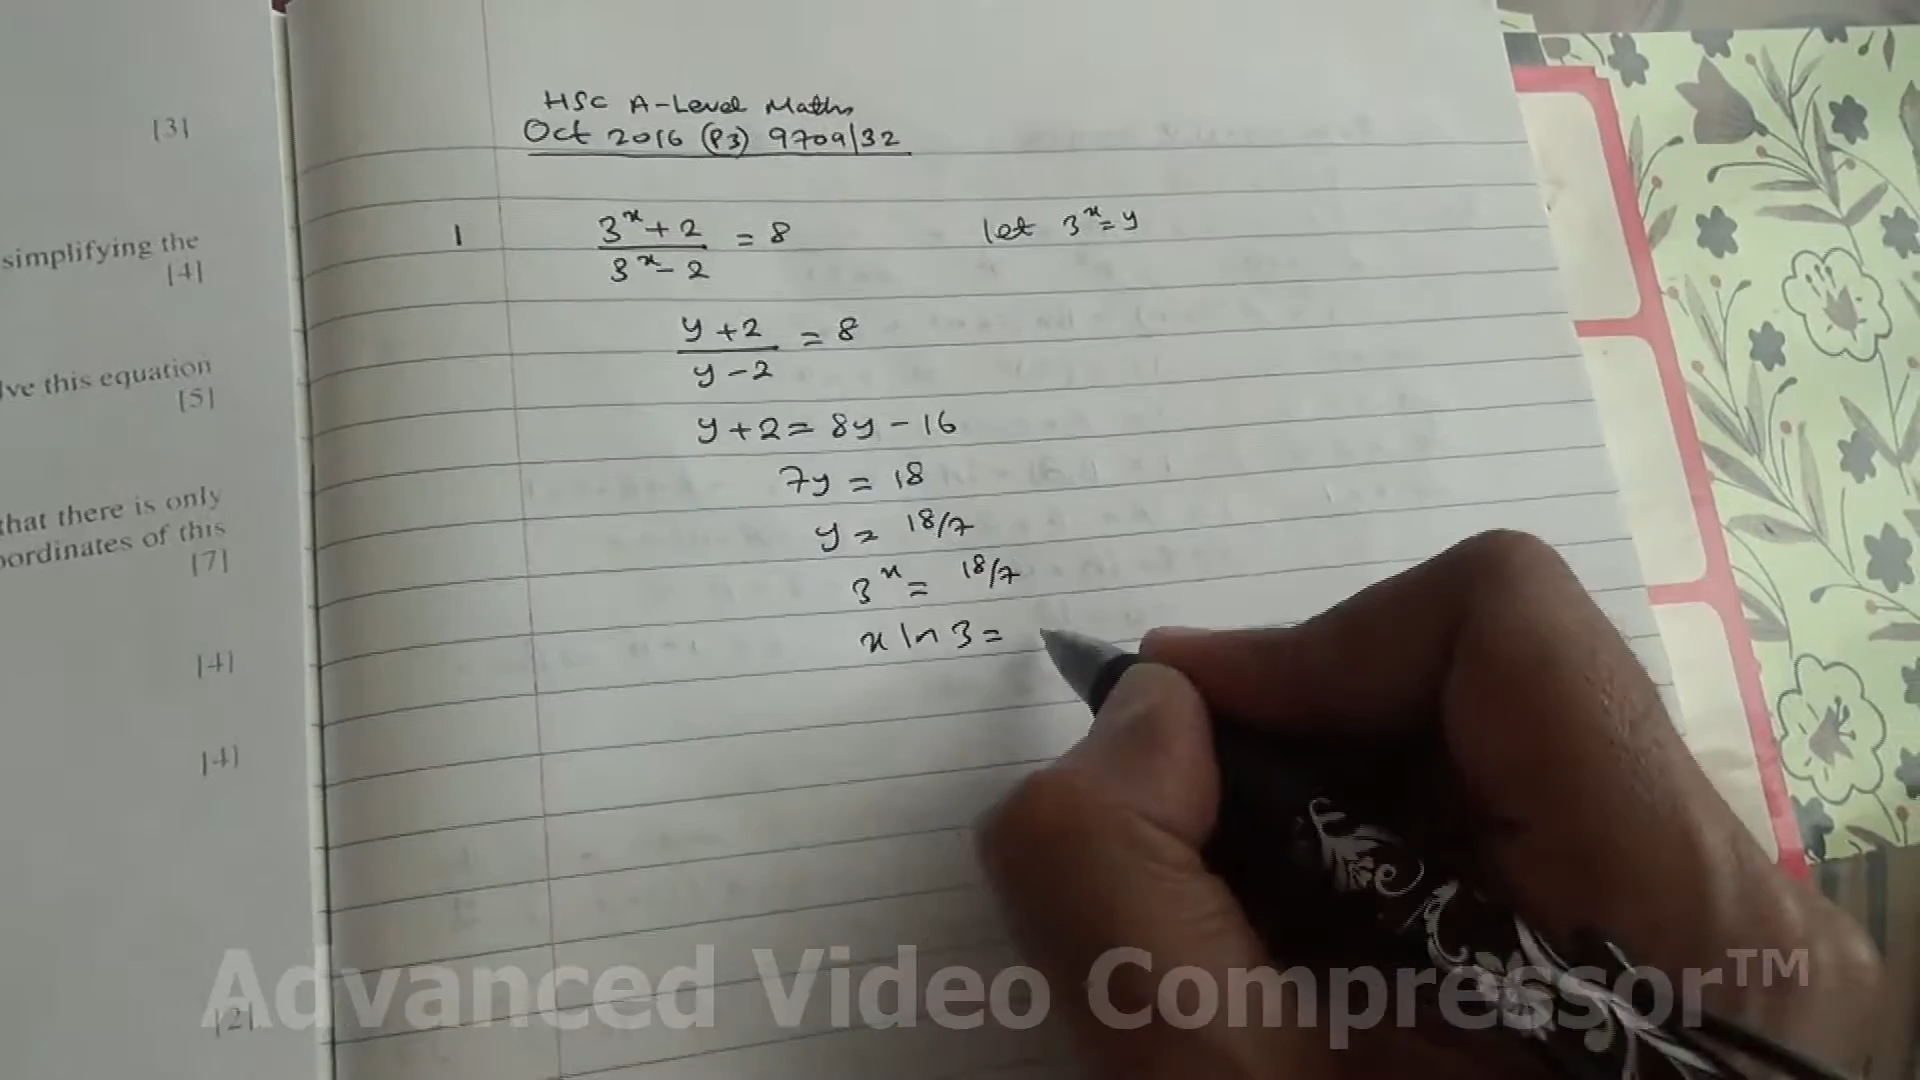 [3]
simplifying the
[4]
lve this equation
[5]
that there is only
oordinates of this
[7]
[4]
[4]
[2]
HSC A-Level Maths
Oct 2016 (P3) 9709/32
1
3^x + 2 / 3^x - 2 = 8
let 3^x = y
y + 2 / y - 2 = 8
y + 2 = 8y - 16
7y = 18
y = 18/7
3^x = 18/7
x ln 3 =
Advanced Video Compressor™